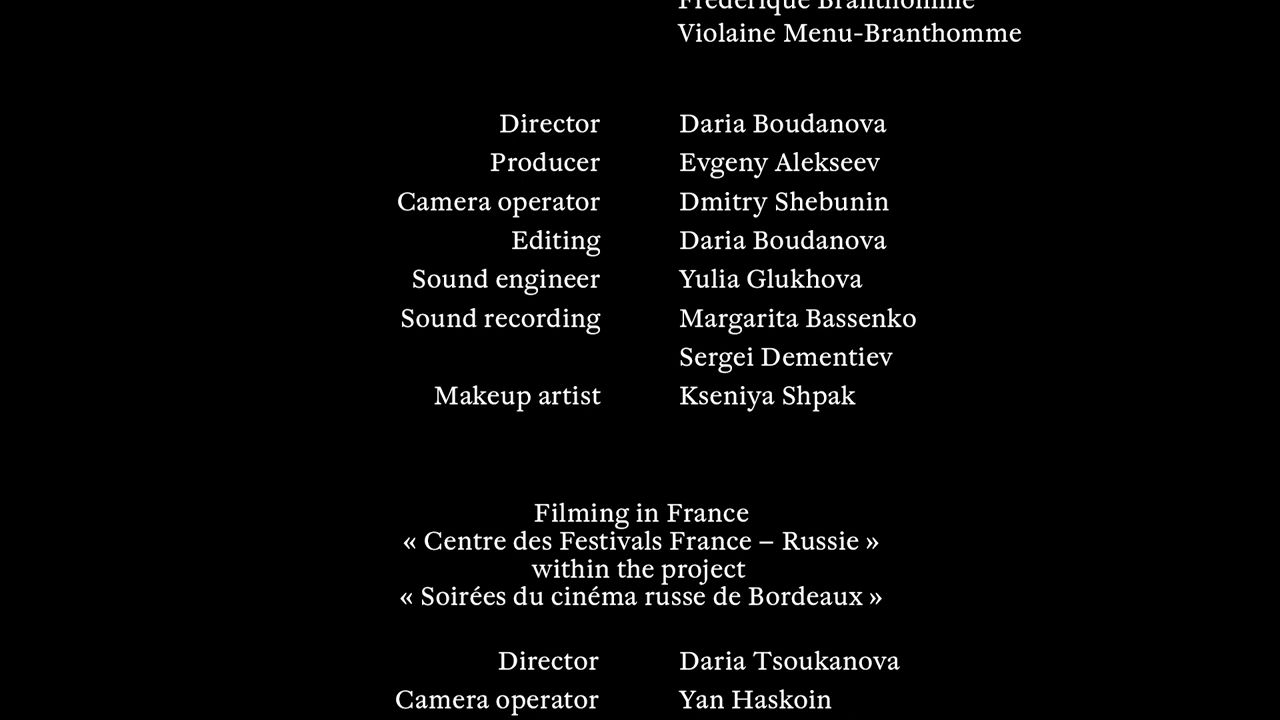 Frédérique Branthomme
Violaine Menu-Branthomme
Director Daria Boudanova
Producer Evgeny Alekseev
Camera operator Dmitry Shebunin
Editing Daria Boudanova
Sound engineer Yulia Glukhova
Sound recording Margarita Bassenko
Sergei Dementiev
Makeup artist Kseniya Shpak
Filming in France
« Centre des Festivals France – Russie »
within the project
« Soirées du cinéma russe de Bordeaux »
Director Daria Tsoukanova
Camera operator Yan Haskoin